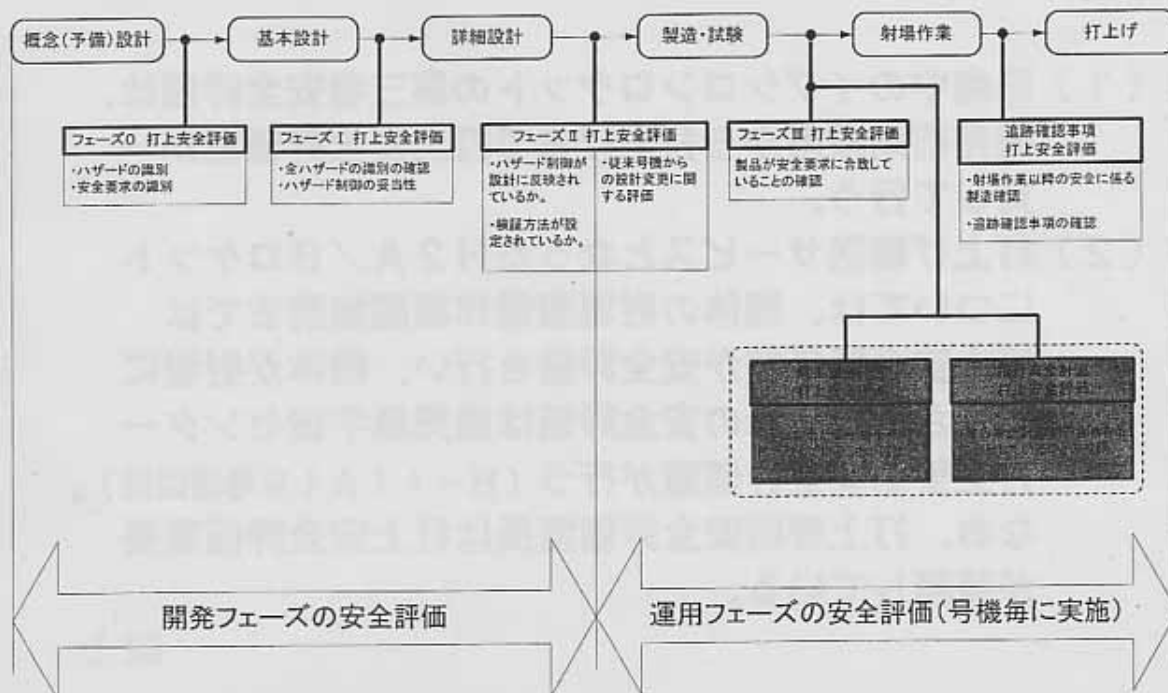 概念(予備)設計
基本設計
詳細設計
製造・試験
射場作業
打上げ
フェーズ0 打上安全評価
・ハザードの識別
・安全要求の識別
フェーズⅠ 打上安全評価
・全ハザードの識別の確認
・ハザード制御の妥当性
フェーズⅡ 打上安全評価
・ハザード制御が
設計に反映され
ているか。
・検証方法が設
定されているか。
・従来号機から
の設計変更に関
する評価
フェーズⅢ 打上安全評価
製品が安全要求に合致して
いることの確認
追跡確認事項
打上安全評価
・射場作業以降の安全に係る
製造確認
・追跡確認事項の確認
打上安全評価
打上安全評価
開発フェーズの安全評価
運用フェーズの安全評価(号機毎に実施)